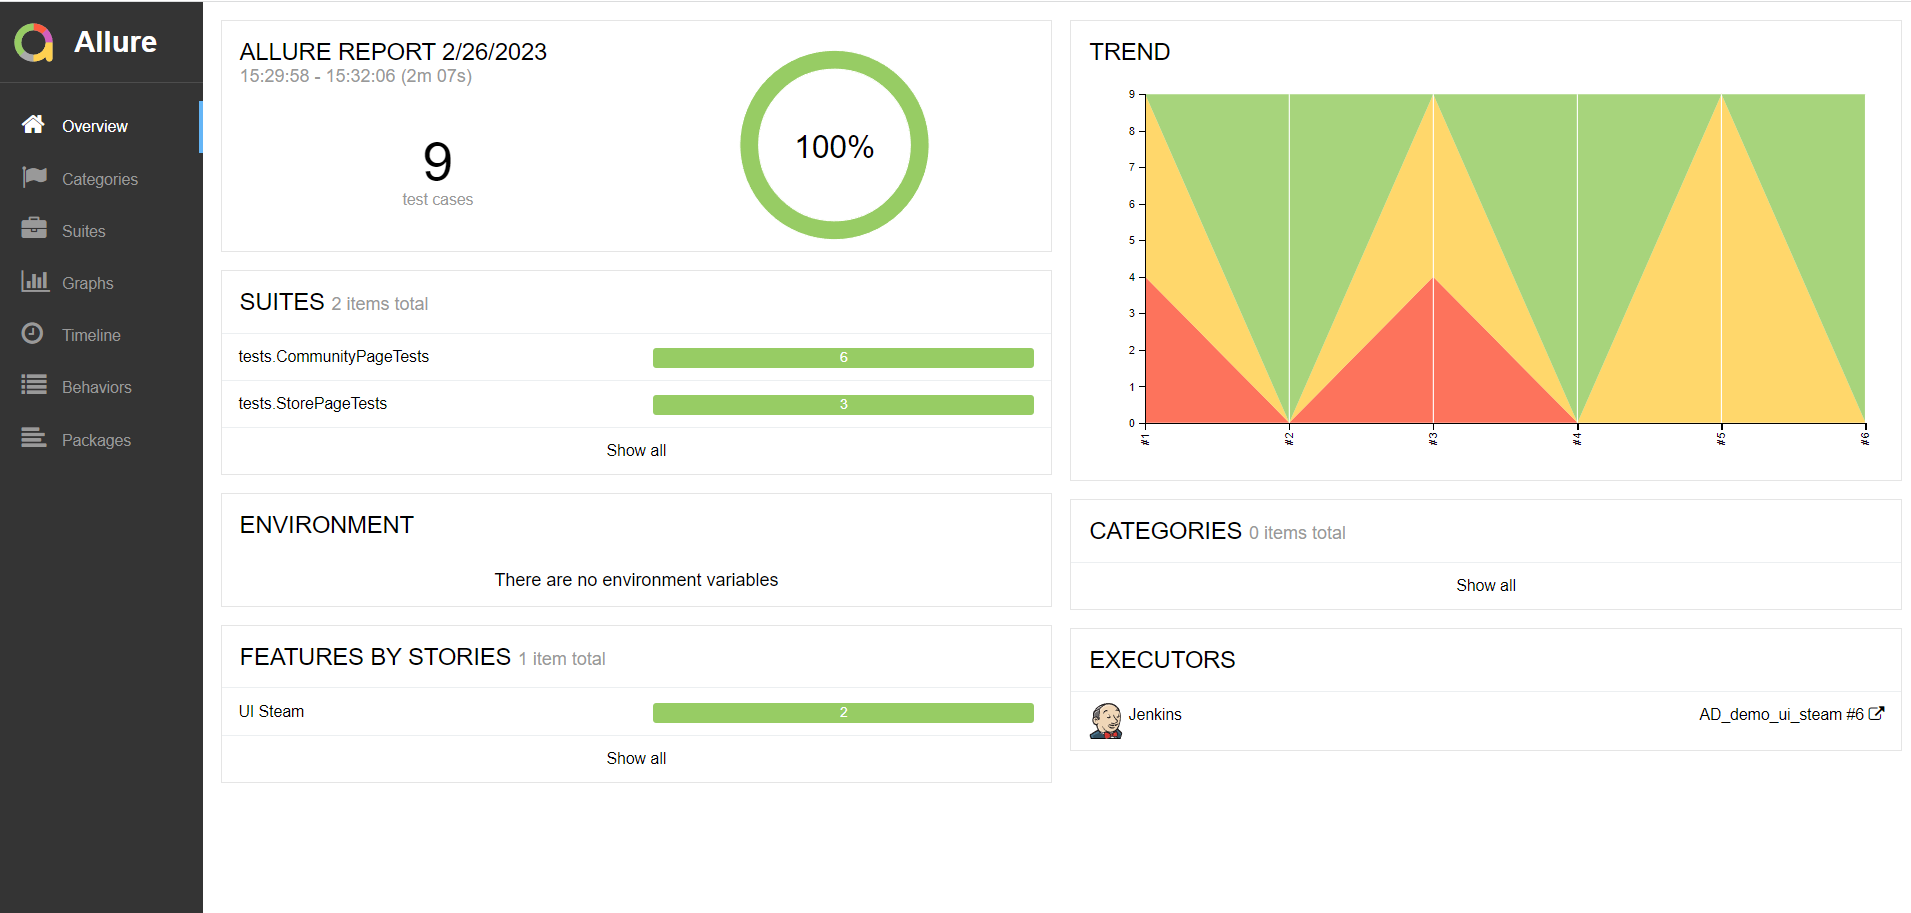 Allure
Overview
Categories
Suites
Graphs
Timeline
Behaviors
Packages
ALLURE REPORT 2/26/2023
15:29:58 - 15:32:06 (2m 07s)
9
test cases
100%
SUITES 2 items total
tests.CommunityPageTests 6
tests.StorePageTests 3
Show all
ENVIRONMENT
There are no environment variables
FEATURES BY STORIES 1 item total
UI Steam 2
Show all
TREND
9
8
7
6
5
4
3
2
1
0
#1 #2 #3 #4 #5 #6
CATEGORIES 0 items total
Show all
EXECUTORS
Jenkins AD_demo_ui_steam #6